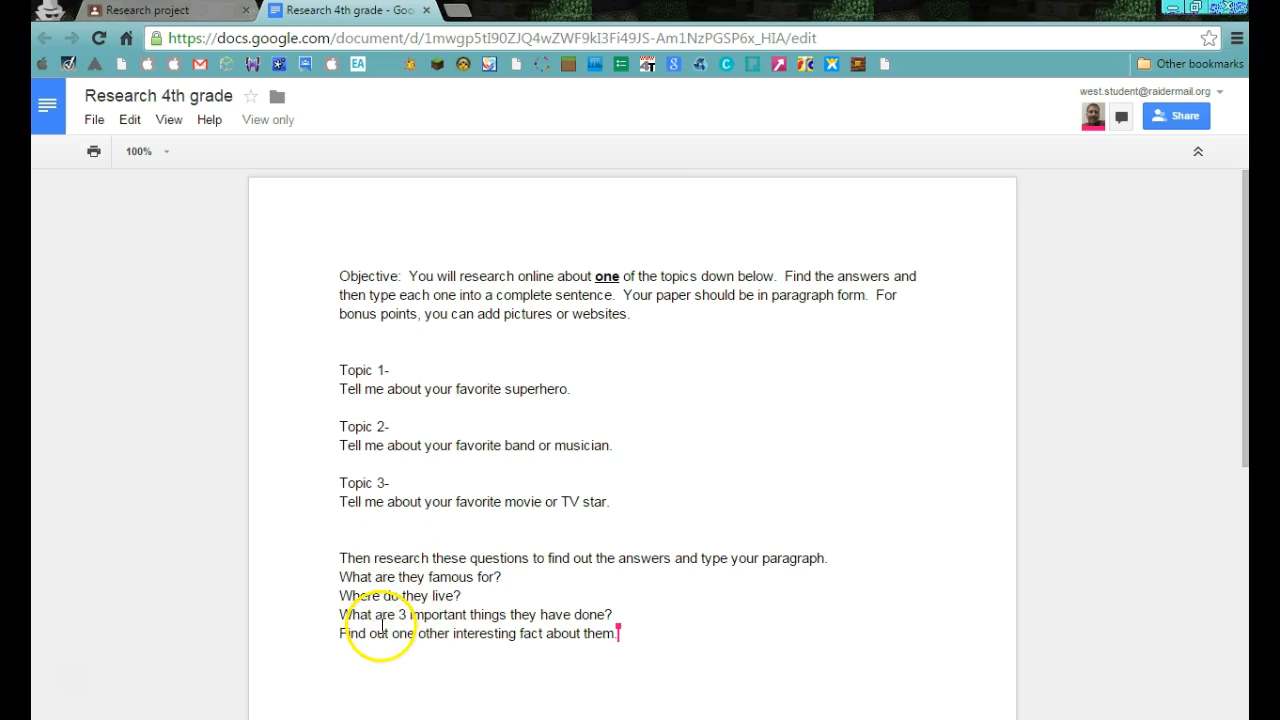 Research project
Research 4th grade - Goo
https://docs.google.com/document/d/1mwgp5tI90ZJQ4wZWF9kI3Fi49JS-Am1NzPGSP6x_HIA/edit
EA
Other bookmarks
Research 4th grade
west.student@raidermail.org
File Edit View Help View only
Share
100%
Objective: You will research online about one of the topics down below. Find the answers and
then type each one into a complete sentence. Your paper should be in paragraph form. For
bonus points, you can add pictures or websites.
Topic 1-
Tell me about your favorite superhero.
Topic 2-
Tell me about your favorite band or musician.
Topic 3-
Tell me about your favorite movie or TV star.
Then research these questions to find out the answers and type your paragraph.
What are they famous for?
Where do they live?
What are 3 important things they have done?
Find out one other interesting fact about them.